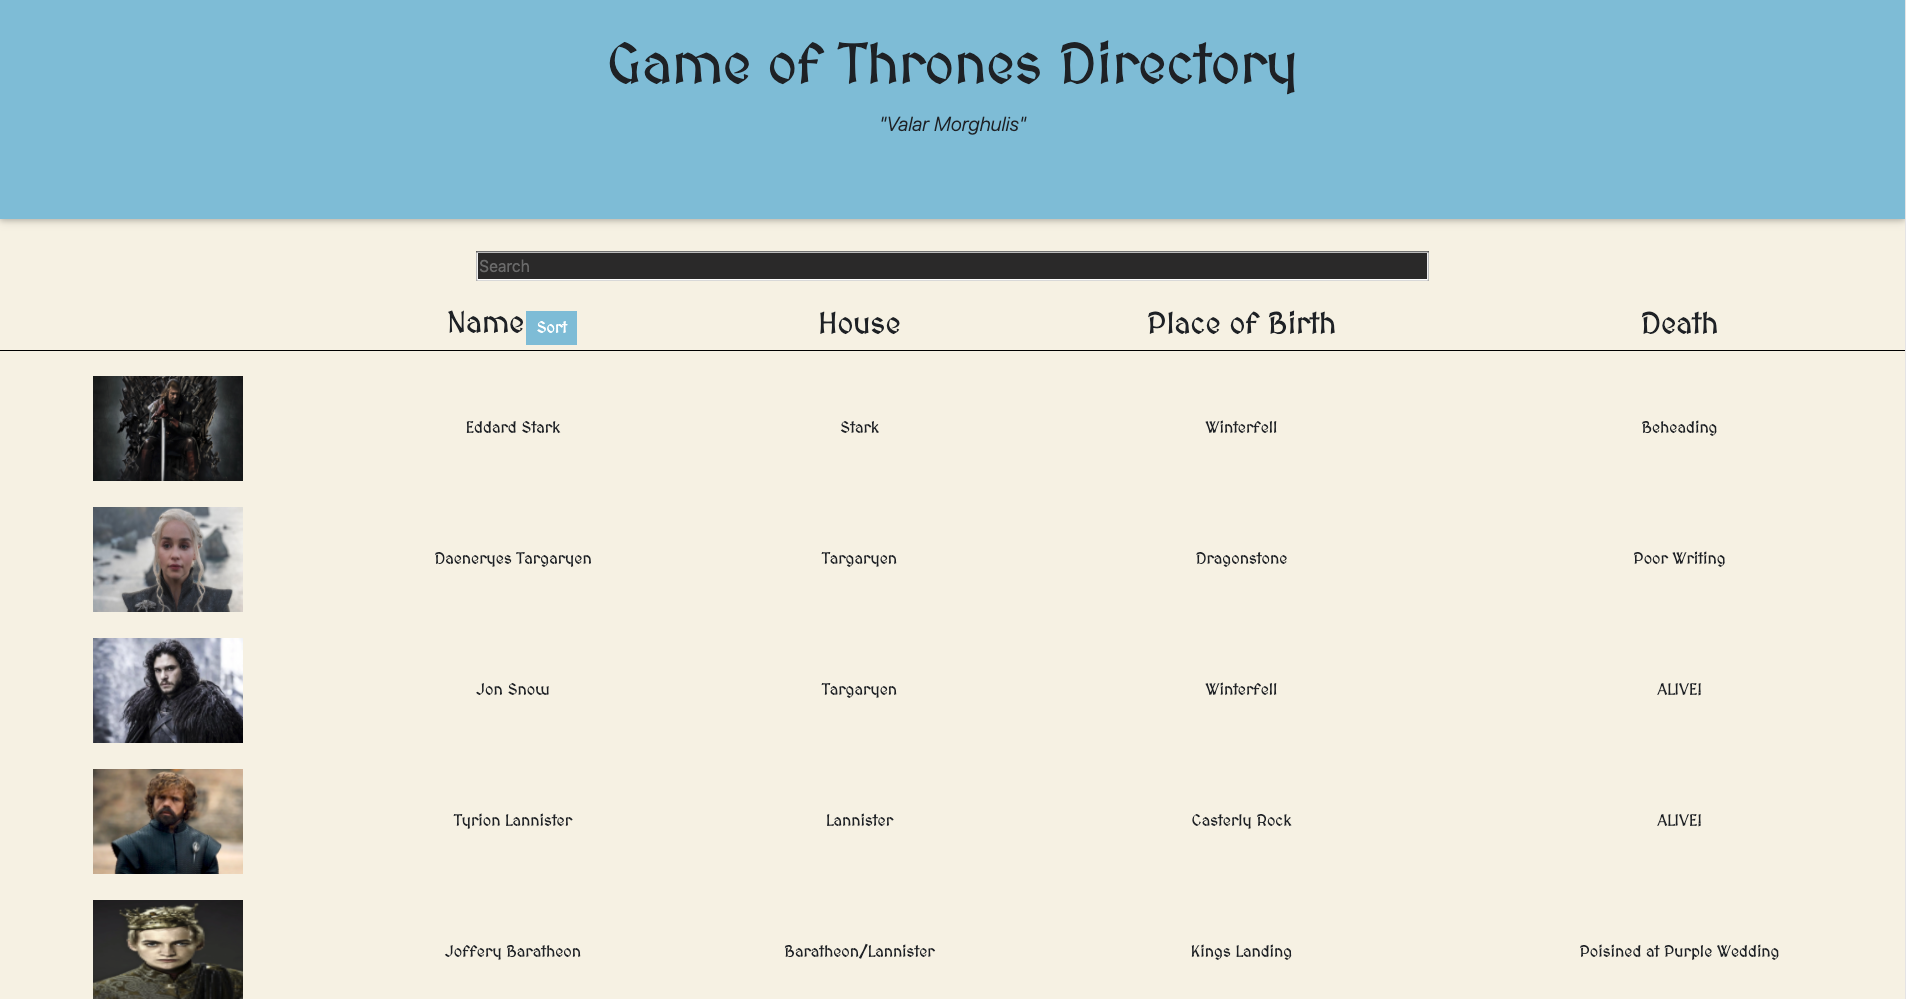 Game of Thrones Directory
"Valar Morghulis"
Search
Name Sort House Place of Birth Death
Eddard Stark Stark Winterfell Beheading
Daeneryes Targaryen Targaryen Dragonstone Poor Writing
Jon Snow Targaryen Winterfell ALIVE!
Tyrion Lannister Lannister Casterly Rock ALIVE!
Joffery Baratheon Baratheon/Lannister Kings Landing Poisined at Purple Wedding